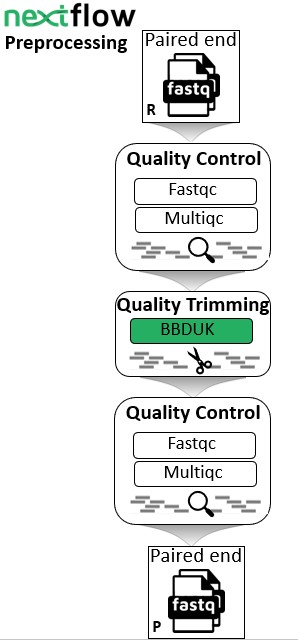 nextflow
Preprocessing
Paired end
fastq
R
Quality Control
Fastqc
Multiqc
Quality Trimming
BBDUK
Quality Control
Fastqc
Multiqc
Paired end
fastq
P